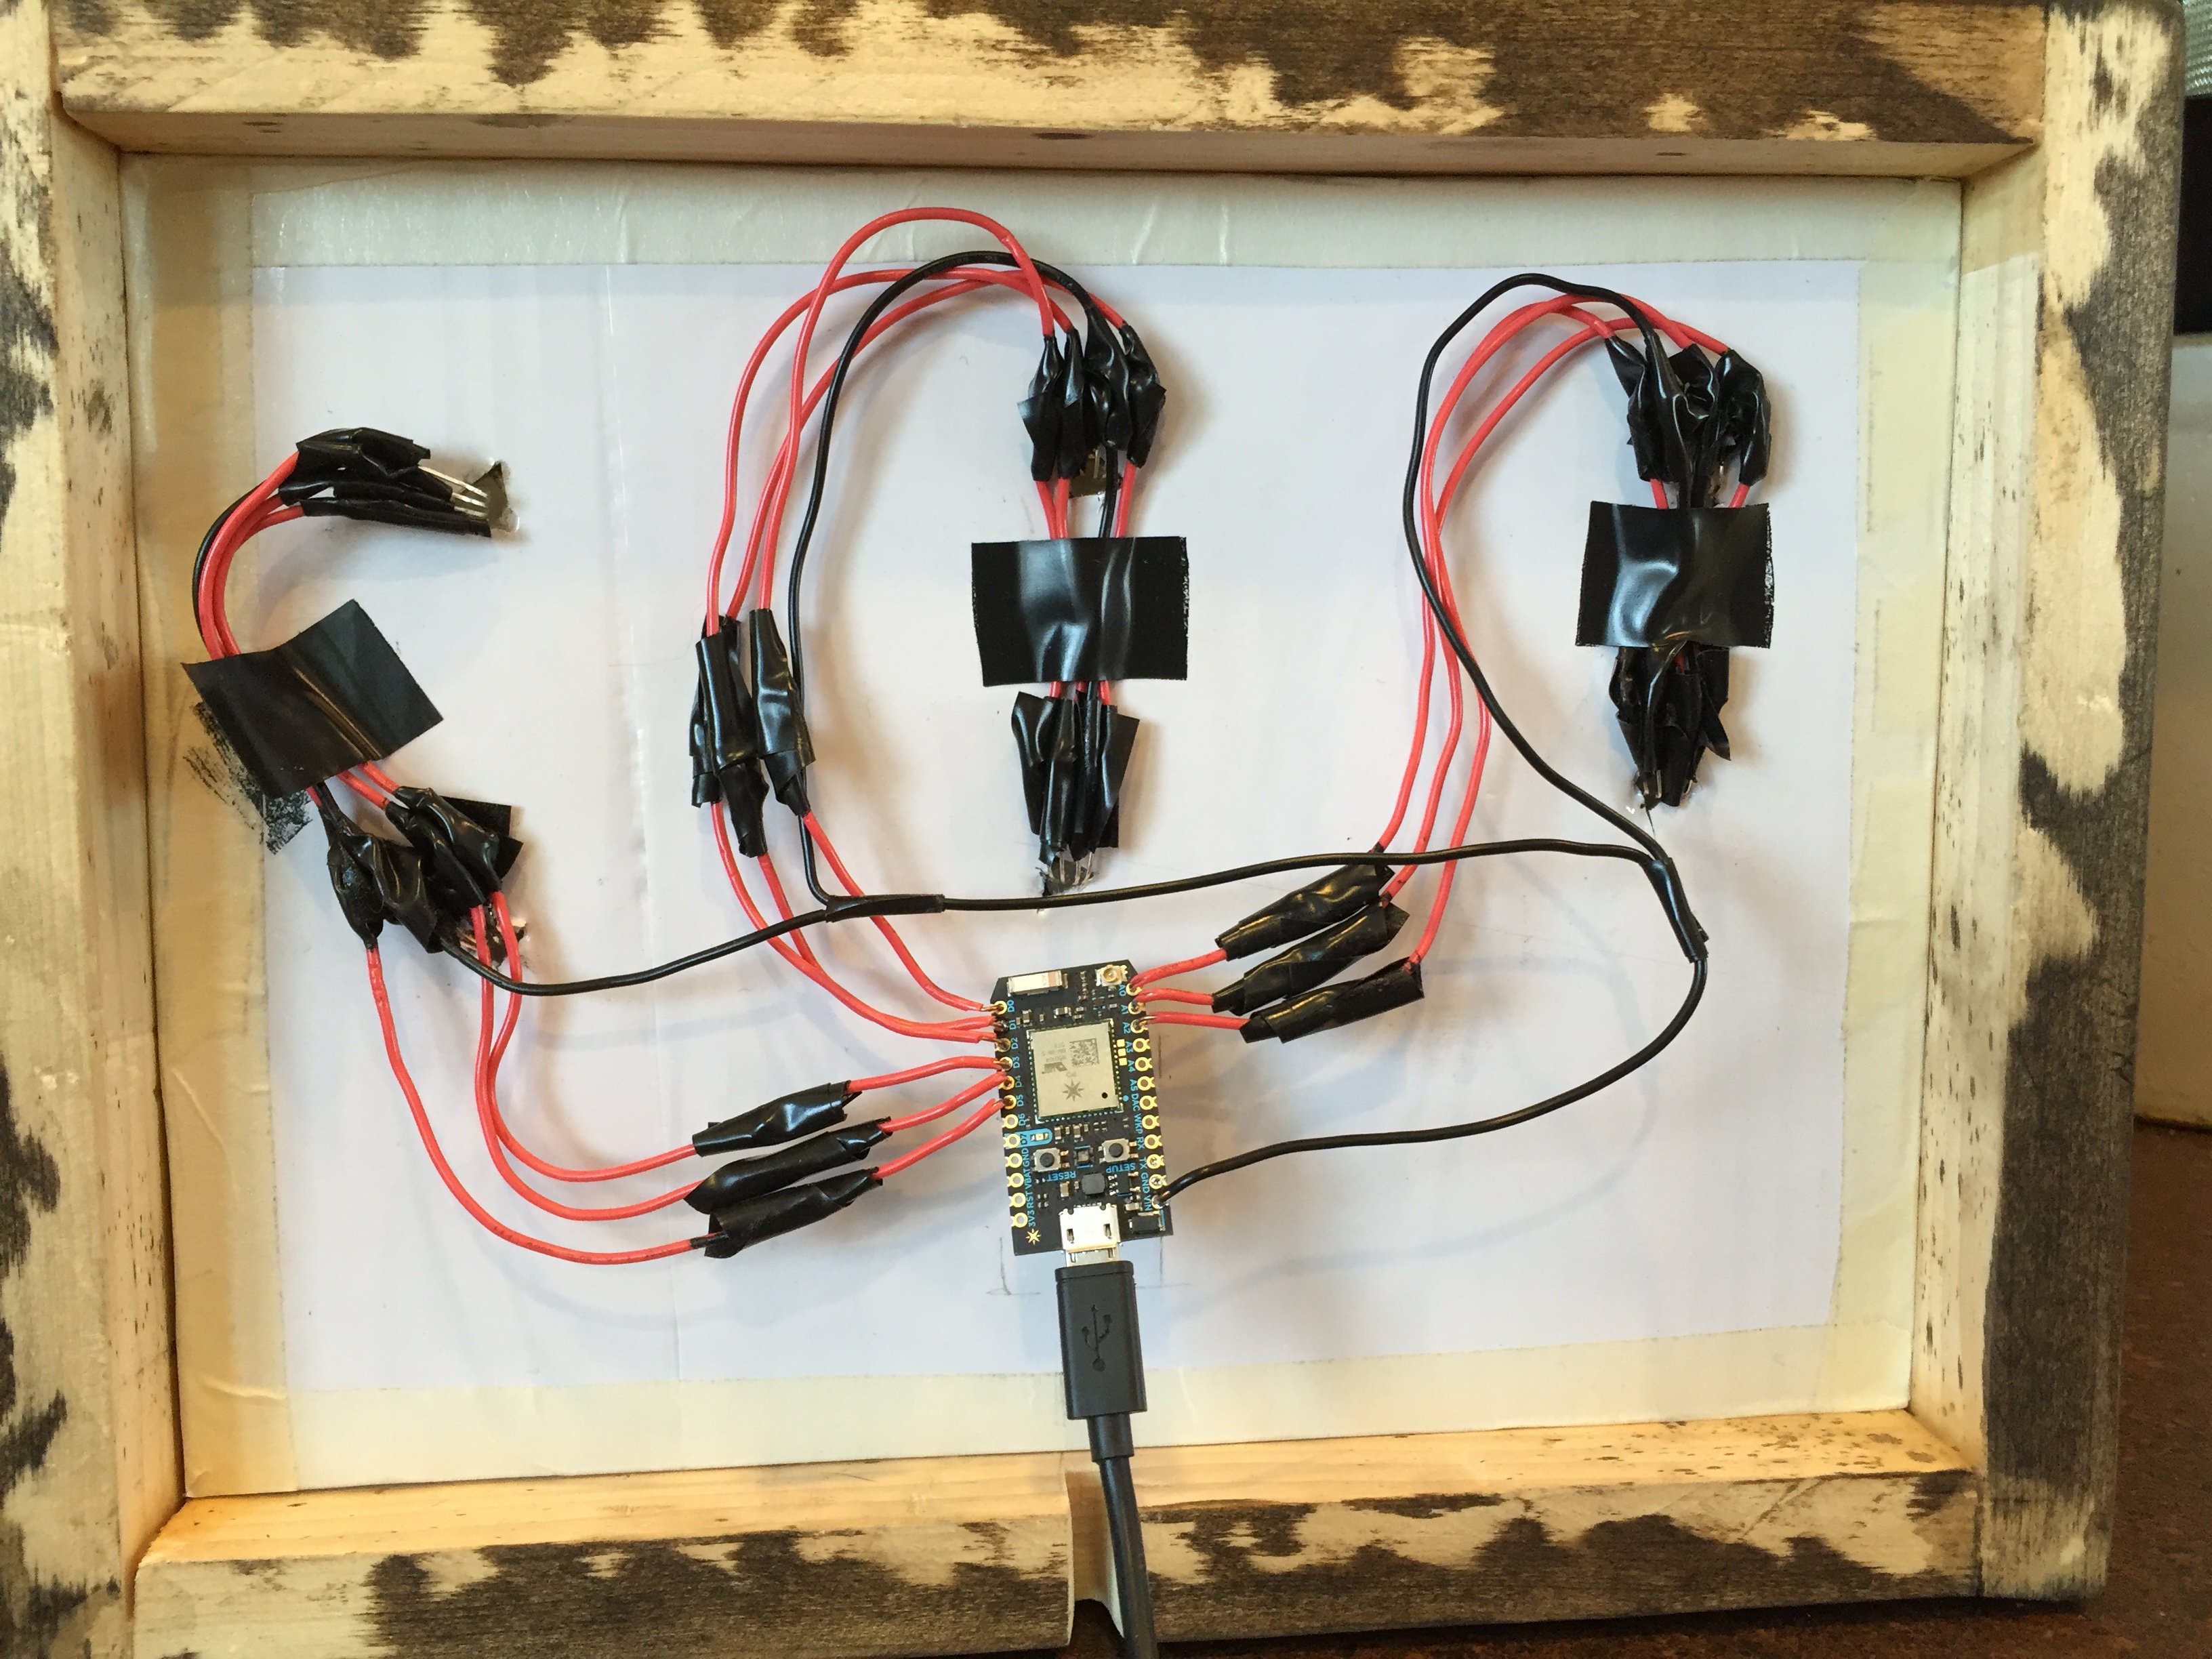 D0
D1
D2
D3
D4
D5
D6
D7
GND
VBAT
RST
3V3
A0
A1
A2
A3
A4
A5
DAC
WKP
RX
TX
GND
VIN
RESET
SETUP